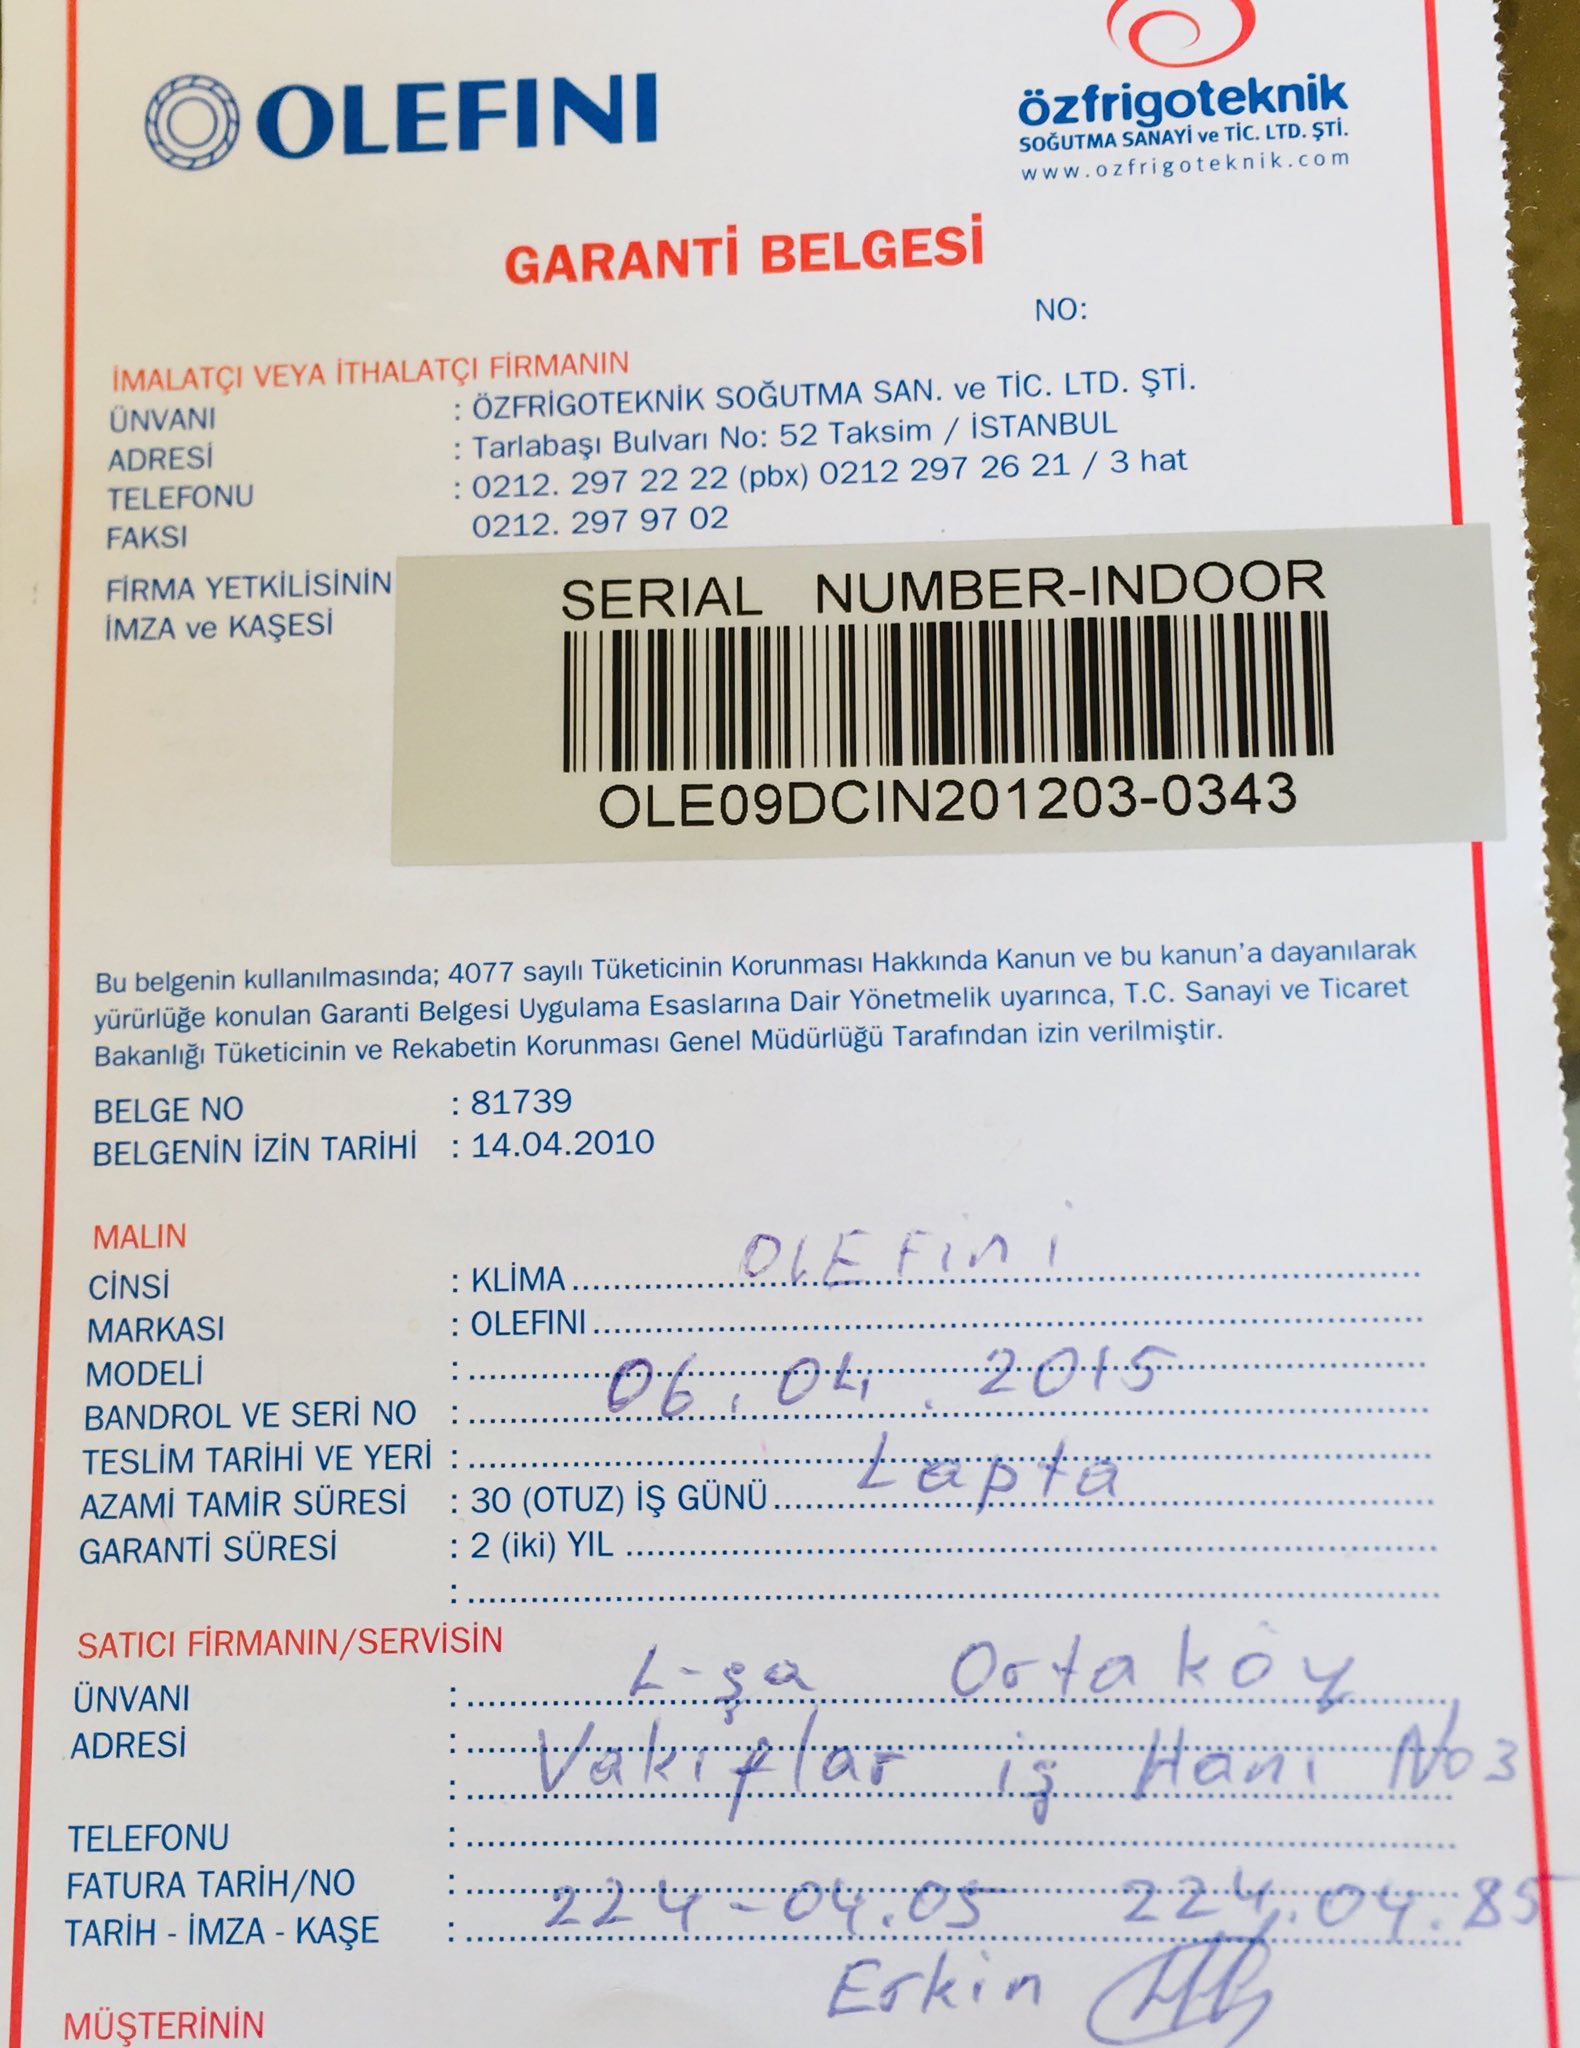 OLEFINI
özfrigoteknik
SOĞUTMA SANAYİ ve TİC. LTD. ŞTİ.
www.ozfrigoteknik.com
GARANTİ BELGESİ
NO:
İMALATÇI VEYA İTHALATÇI FİRMANIN
ÜNVANI : ÖZFRİGOTEKNİK SOĞUTMA SAN. ve TİC. LTD. ŞTİ.
ADRESİ : Tarlabaşı Bulvarı No: 52 Taksim / İSTANBUL
TELEFONU : 0212. 297 22 22 (pbx) 0212 297 26 21 / 3 hat
FAKSI 0212. 297 97 02
FİRMA YETKİLİSİNİN
İMZA ve KAŞESİ
SERIAL NUMBER-INDOOR
OLE09DCIN201203-0343
Bu belgenin kullanılmasında; 4077 sayılı Tüketicinin Korunması Hakkında Kanun ve bu kanun'a dayanılarak
yürürlüğe konulan Garanti Belgesi Uygulama Esaslarına Dair Yönetmelik uyarınca, T.C. Sanayi ve Ticaret
Bakanlığı Tüketicinin ve Rekabetin Korunması Genel Müdürlüğü Tarafından izin verilmiştir.
BELGE NO : 81739
BELGENİN İZİN TARİHİ : 14.04.2010
MALIN
CİNSİ : KLİMA OLEFini
MARKASI : OLEFINI
MODELİ :
BANDROL VE SERİ NO : 06.04.2015
TESLİM TARİHİ VE YERİ :
AZAMİ TAMİR SÜRESİ : 30 (OTUZ) İŞ GÜNÜ Lapta
GARANTİ SÜRESİ : 2 (iki) YIL
:
SATICI FİRMANIN/SERVİSİN
ÜNVANI : L-şa Ortaköy
ADRESİ :
: Vakıflar iş Hanı No 3
TELEFONU :
FATURA TARİH/NO :
TARİH - İMZA - KAŞE : 224-04.05 224.04.85
Erkin
MÜŞTERİNİN